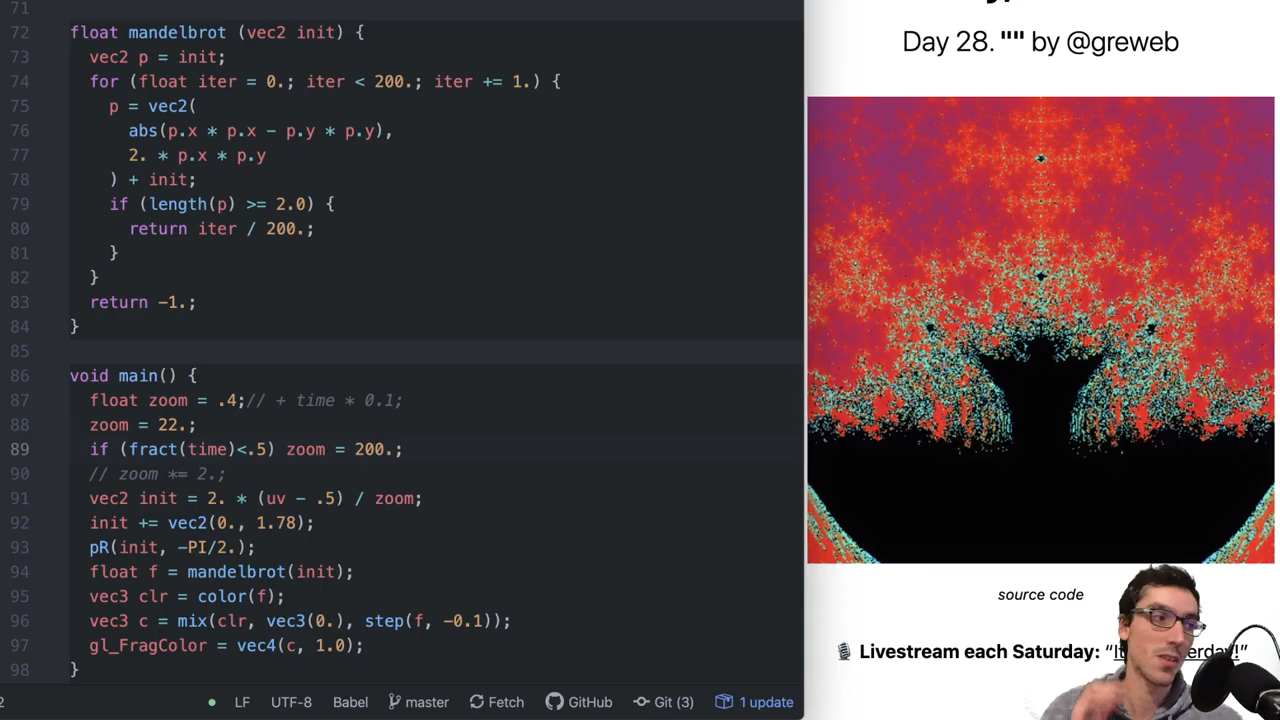 71
72 float mandelbrot (vec2 init) {
73 vec2 p = init;
74 for (float iter = 0.; iter < 200.; iter += 1.) {
75 p = vec2(
76 abs(p.x * p.x - p.y * p.y),
77 2. * p.x * p.y
78 ) + init;
79 if (length(p) >= 2.0) {
80 return iter / 200.;
81 }
82 }
83 return -1.;
84 }
85
86 void main() {
87 float zoom = .4;// + time * 0.1;
88 zoom = 22.;
89 if (fract(time)<.5) zoom = 200.;
90 // zoom *= 2.;
91 vec2 init = 2. * (uv - .5) / zoom;
92 init += vec2(0., 1.78);
93 pR(init, -PI/2.);
94 float f = mandelbrot(init);
95 vec3 clr = color(f);
96 vec3 c = mix(clr, vec3(0.), step(f, -0.1));
97 gl_FragColor = vec4(c, 1.0);
98 }
2 LF UTF-8 Babel master Fetch GitHub Git (3) 1 update
Day 28. "" by @greweb
source code
Livestream each Saturday: “